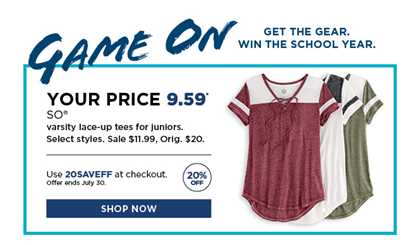 GAME ON
GET THE GEAR.
WIN THE SCHOOL YEAR.
YOUR PRICE 9.59*
SO®
varsity lace-up tees for juniors.
Select styles. Sale $11.99, Orig. $20.
Use 20SAVEFF at checkout.
Offer ends July 30.
20%
OFF
SHOP NOW